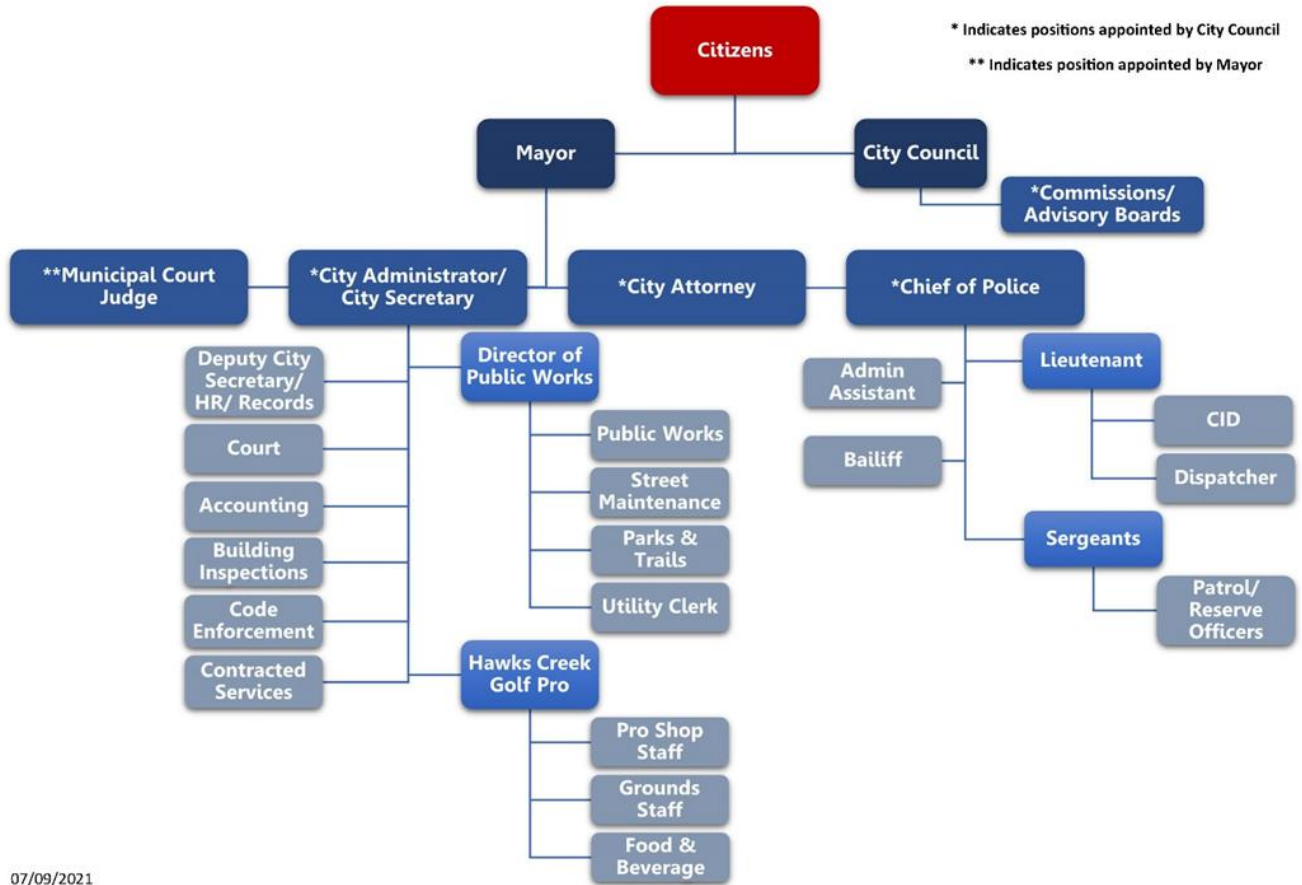 Citizens
* Indicates positions appointed by City Council
** Indicates position appointed by Mayor
Mayor
City Council
*Commissions/
Advisory Boards
**Municipal Court
Judge
*City Administrator/
City Secretary
*City Attorney
*Chief of Police
Deputy City
Secretary/
HR/ Records
Court
Accounting
Building
Inspections
Code
Enforcement
Contracted
Services
Director of
Public Works
Public Works
Street
Maintenance
Parks &
Trails
Utility Clerk
Hawks Creek
Golf Pro
Pro Shop
Staff
Grounds
Staff
Food &
Beverage
Admin
Assistant
Bailiff
Lieutenant
CID
Dispatcher
Sergeants
Patrol/
Reserve
Officers
07/09/2021